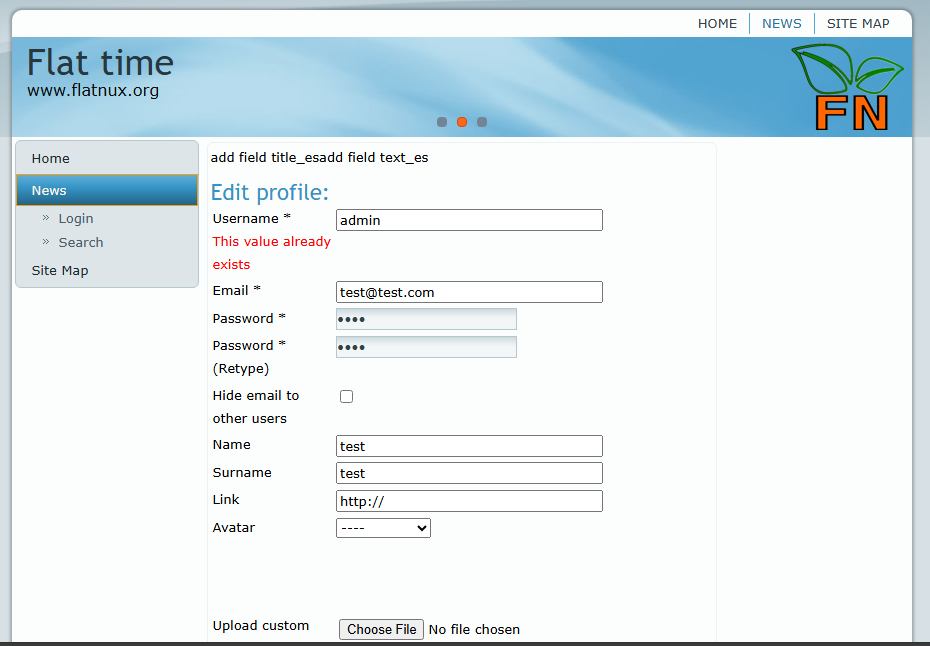 HOME NEWS SITE MAP
Flat time
www.flatnux.org
FN
Home
News
» Login
» Search
Site Map
add field title_esadd field text_es
Edit profile:
Username * admin
This value already
exists
Email * test@test.com
Password * ••••
Password * ••••
(Retype)
Hide email to
other users
Name test
Surname test
Link http://
Avatar ----
Upload custom Choose File No file chosen